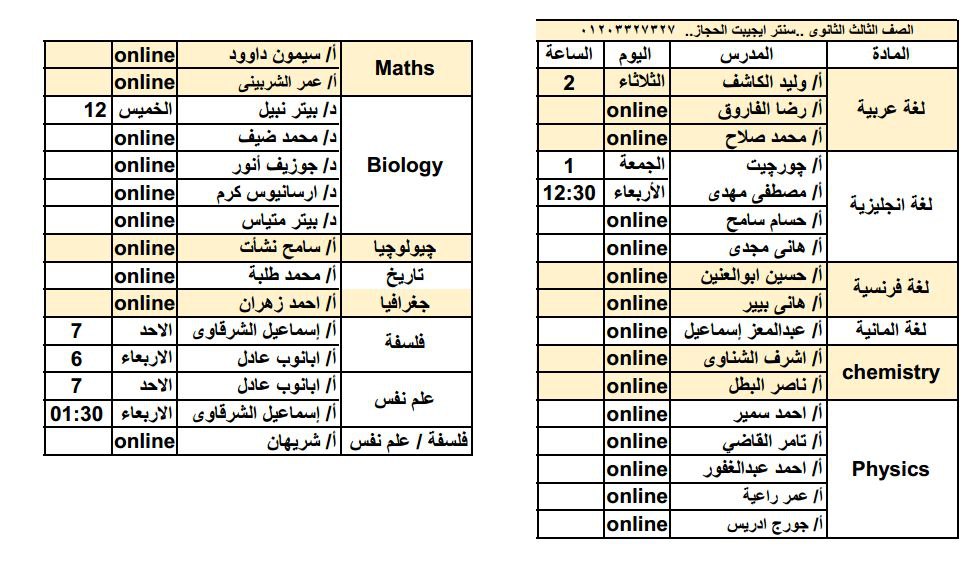 الصف الثالث الثانوى ..سنتر ايجيبت الحجاز.. ٠١٢٠٣٣٢٧٣٢٧
المادة المدرس اليوم الساعة
لغة عربية
أ/ وليد الكاشف الثلاثاء 2
أ/ رضا الفاروق online
أ/ محمد صلاح online
لغة انجليزية
أ/ چورچيت الجمعة 1
أ/ مصطفى مهدى الأربعاء 12:30
أ/ حسام سامح online
أ/ هانى مجدى online
لغة فرنسية
أ/ حسين ابوالعنين online
أ/ هانى بيير online
لغة المانية أ/ عبدالمعز إسماعيل online
chemistry
أ/ اشرف الشناوى online
أ/ ناصر البطل online
Physics
أ/ احمد سمير online
أ/ تامر القاضي online
أ/ احمد عبدالغفور online
أ/ عمر راعية online
أ/ جورج ادريس online
Maths
أ/ سيمون داوود online
أ/ عمر الشربينى online
Biology
د/ بيتر نبيل الخميس 12
د/ محمد ضيف online
د/ جوزيف أنور online
د/ ارسانيوس كرم online
د/ بيتر متياس online
چيولوچيا أ/ سامح نشأت online
تاريخ أ/ محمد طلبة online
جغرافيا أ/ احمد زهران online
فلسفة
أ/ إسماعيل الشرقاوى الاحد 7
أ/ ابانوب عادل الاربعاء 6
علم نفس
أ/ ابانوب عادل الاحد 7
أ/ إسماعيل الشرقاوى الاربعاء 01:30
فلسفة / علم نفس أ/ شريهان online